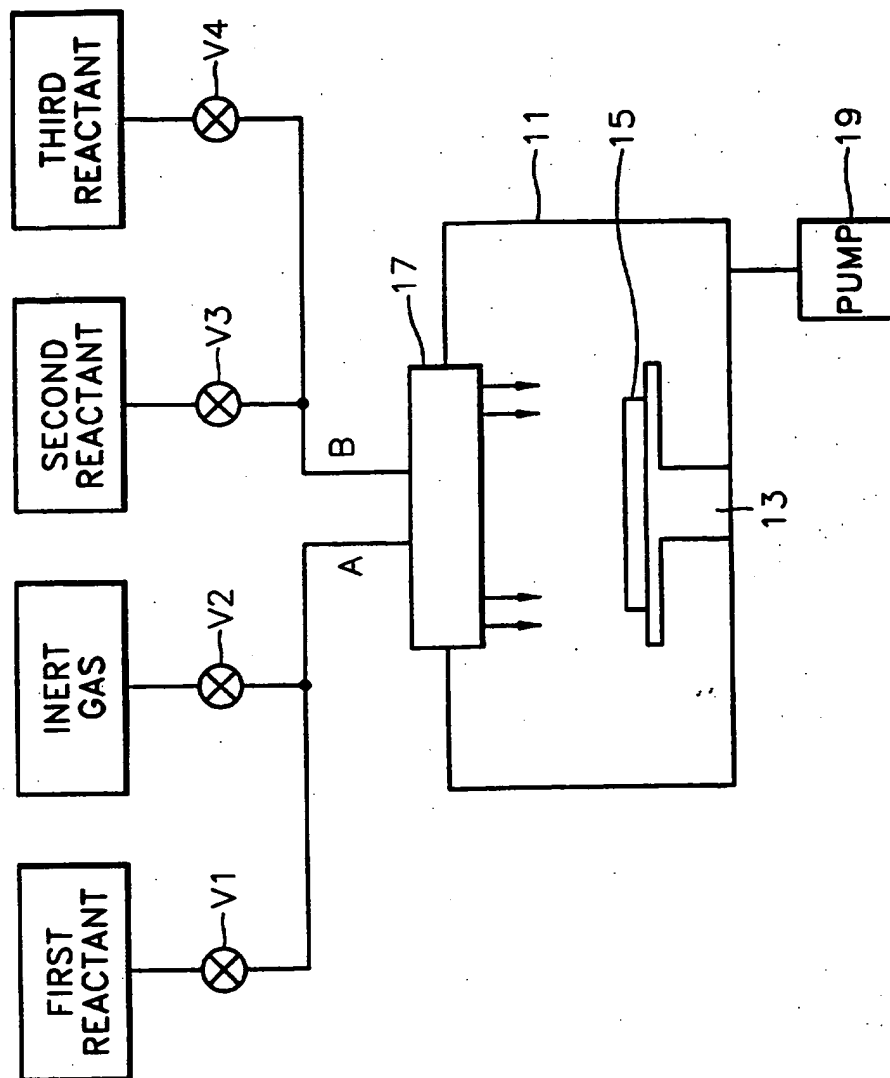 FIRST
REACTANT
INERT
GAS
SECOND
REACTANT
THIRD
REACTANT
V1
V2
V3
V4
A
B
17
11
15
13
PUMP
19